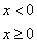 x < 0
x ≥ 0